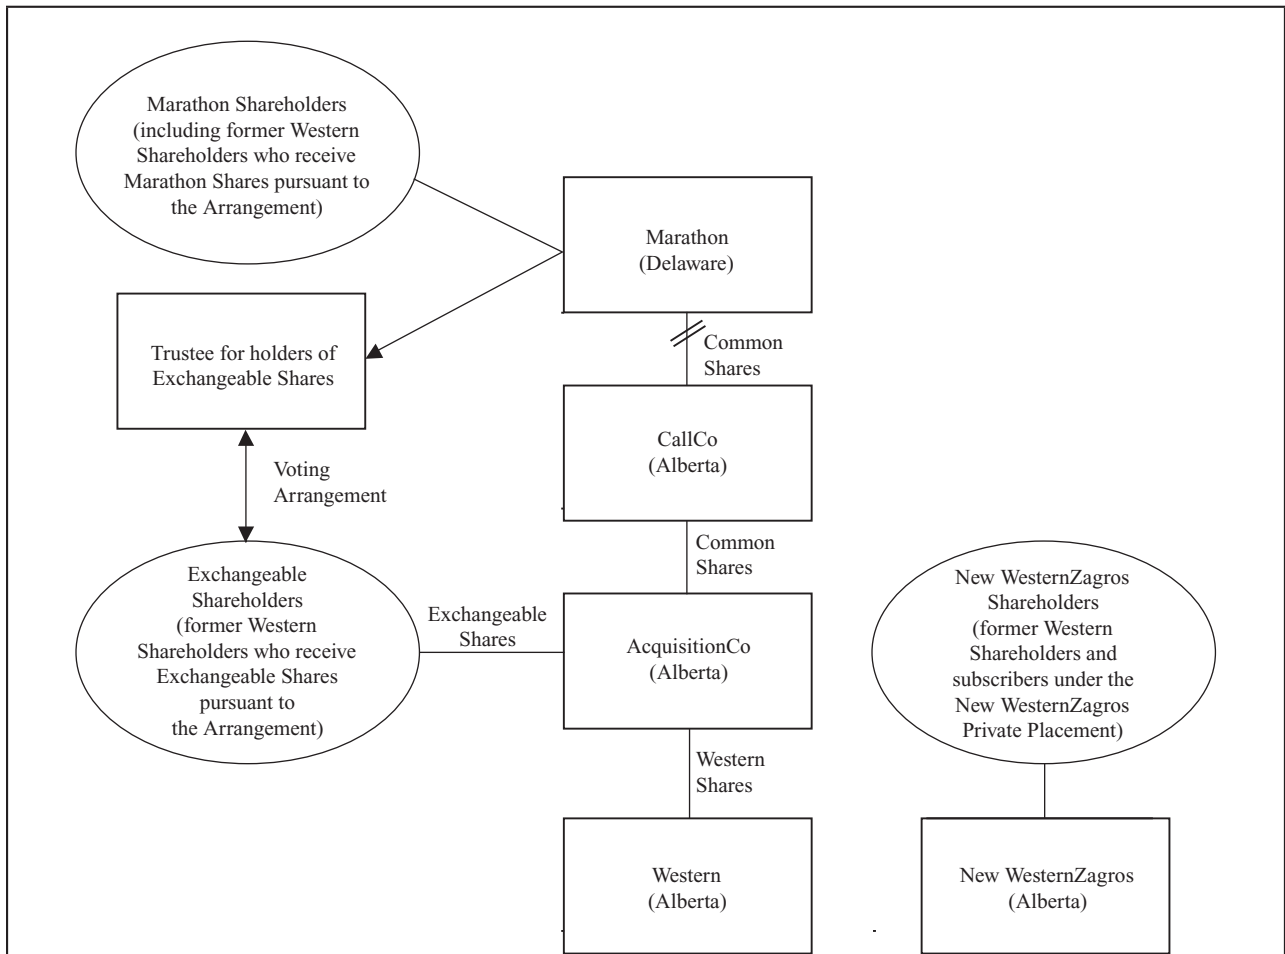 Marathon Shareholders
(including former Western
Shareholders who receive
Marathon Shares pursuant to
the Arrangement)
Marathon
(Delaware)
Trustee for holders of
Exchangeable Shares
Common
Shares
CallCo
(Alberta)
Voting
Arrangement
Common
Shares
Exchangeable
Shareholders
(former Western
Shareholders who receive
Exchangeable Shares
pursuant to
the Arrangement)
Exchangeable
Shares
AcquisitionCo
(Alberta)
New WesternZagros
Shareholders
(former Western
Shareholders and
subscribers under the
New WesternZagros
Private Placement)
Western
Shares
Western
(Alberta)
New WesternZagros
(Alberta)